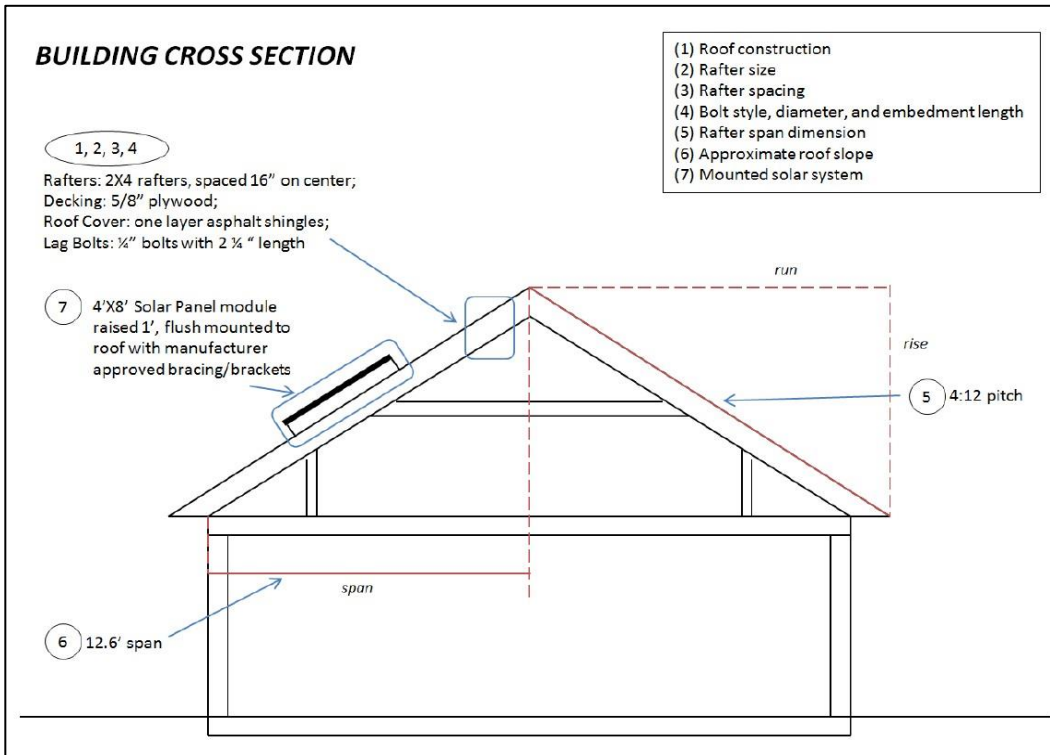 BUILDING CROSS SECTION
(1) Roof construction
(2) Rafter size
(3) Rafter spacing
(4) Bolt style, diameter, and embedment length
(5) Rafter span dimension
(6) Approximate roof slope
(7) Mounted solar system
1, 2, 3, 4
Rafters: 2X4 rafters, spaced 16” on center;
Decking: 5/8” plywood;
Roof Cover: one layer asphalt shingles;
Lag Bolts: ¼” bolts with 2 ¼ “ length
7
4’X8’ Solar Panel module
raised 1’, flush mounted to
roof with manufacturer
approved bracing/brackets
run
rise
5 4:12 pitch
span
6 12.6’ span